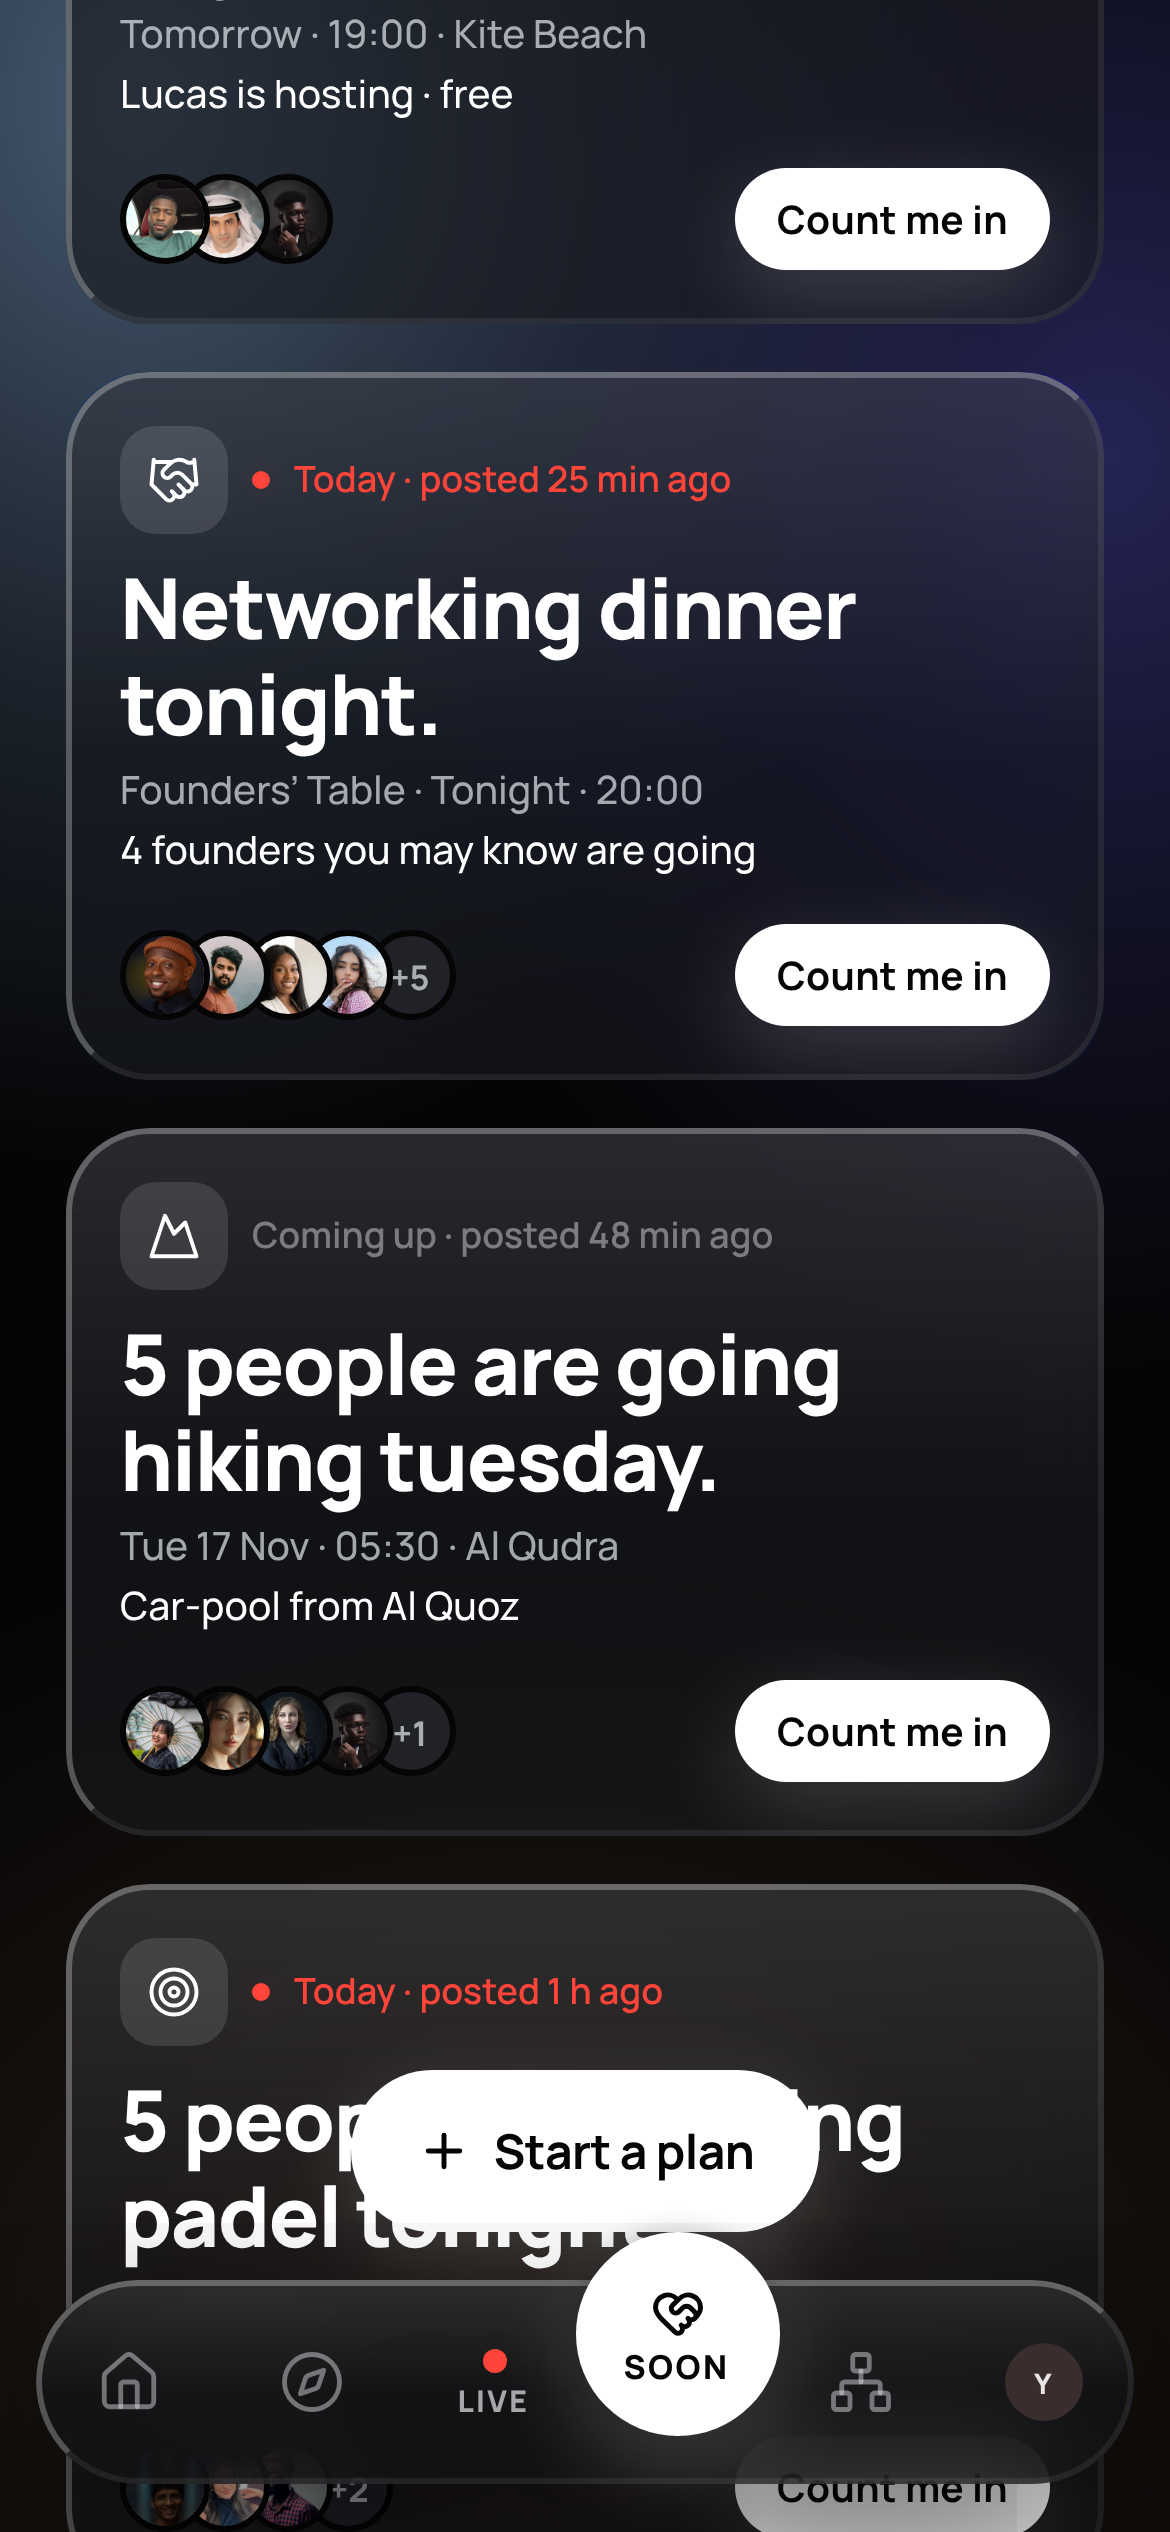 Tomorrow · 19:00 · Kite Beach
Lucas is hosting · free
Count me in
Today · posted 25 min ago
Networking dinner
tonight.
Founders’ Table · Tonight · 20:00
4 founders you may know are going
+5
Count me in
Coming up · posted 48 min ago
5 people are going
hiking tuesday.
Tue 17 Nov · 05:30 · Al Qudra
Car-pool from Al Quoz
+1
Count me in
Today · posted 1 h ago
5
padel tonight
+ Start a plan
SOON
LIVE
Y
+2
Count me in